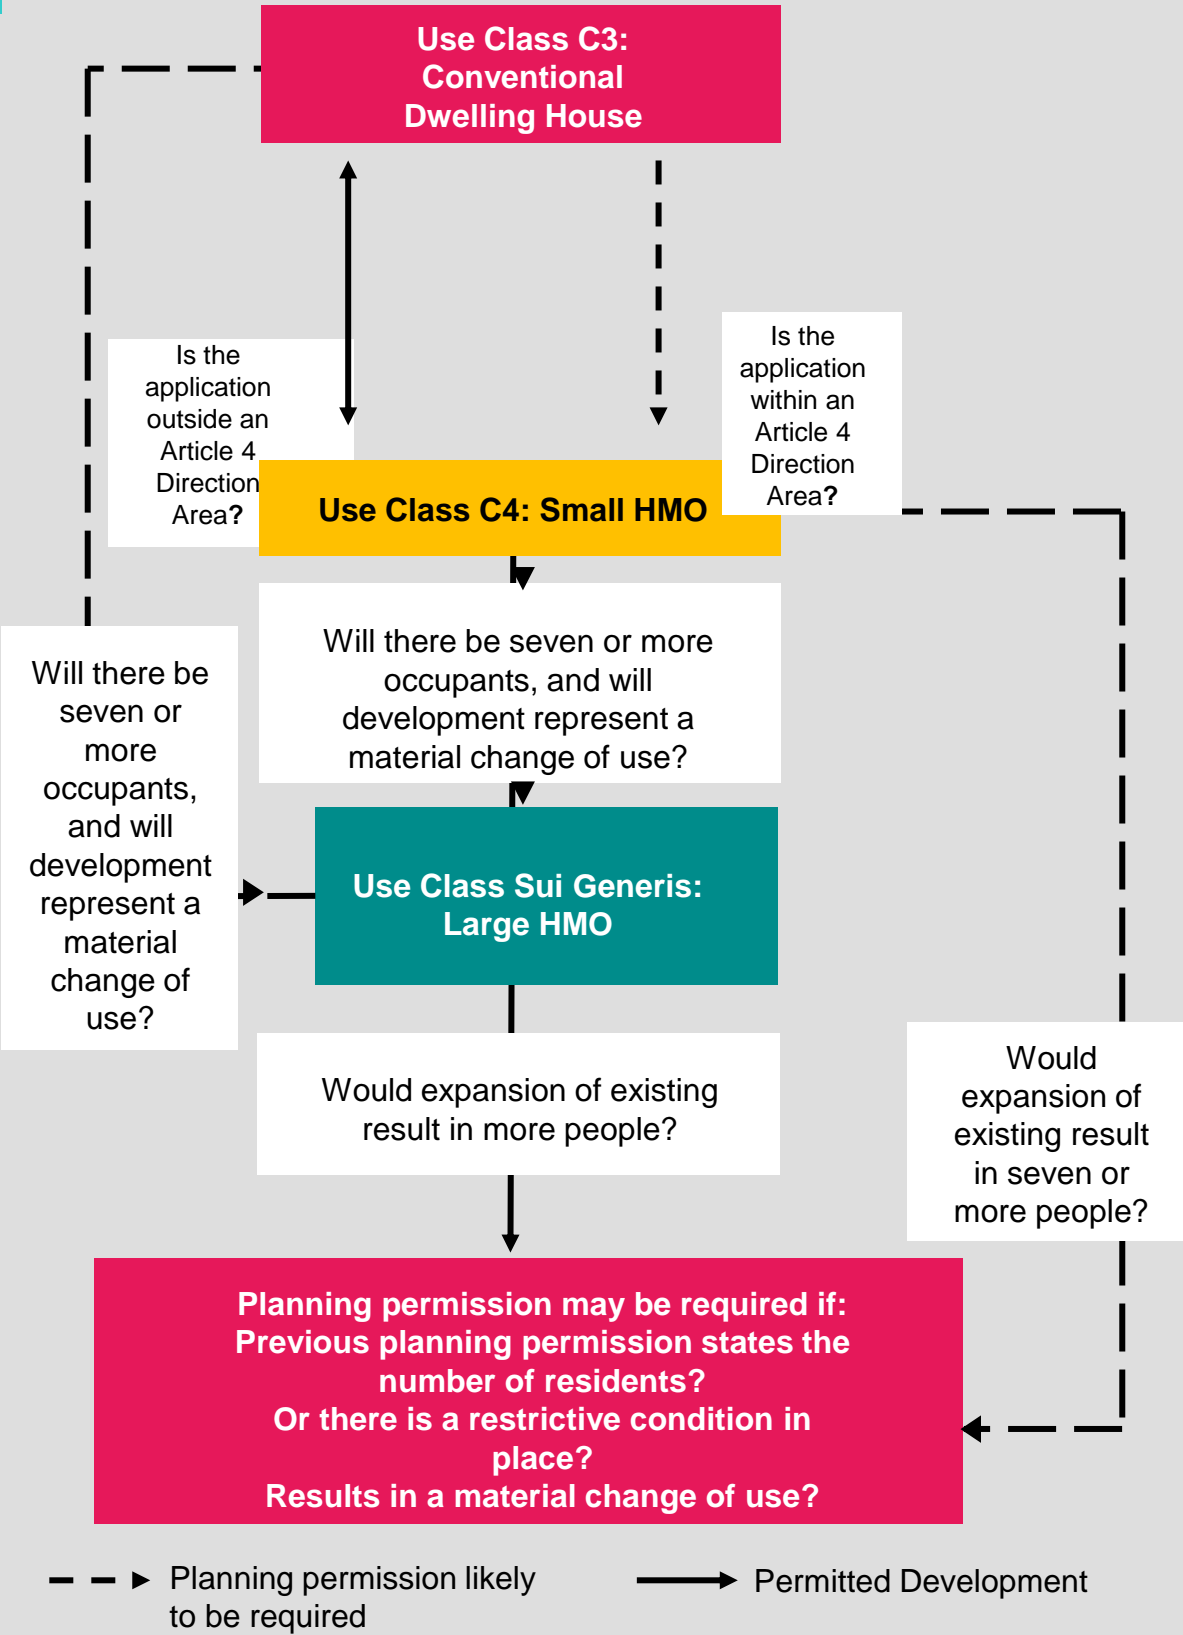 Use Class C3:
Conventional
Dwelling House
Is the
application
outside an
Article 4
Direction
Area?
Is the
application
within an
Article 4
Direction
Area?
Use Class C4: Small HMO
Will there be seven or more
occupants, and will
development represent a
material change of use?
Will there be
seven or
more
occupants,
and will
development
represent a
material
change of
use?
Use Class Sui Generis:
Large HMO
Would expansion of existing
result in more people?
Would
expansion of
existing result
in seven or
more people?
Planning permission may be required if:
Previous planning permission states the
number of residents?
Or there is a restrictive condition in
place?
Results in a material change of use?
Planning permission likely
to be required
Permitted Development